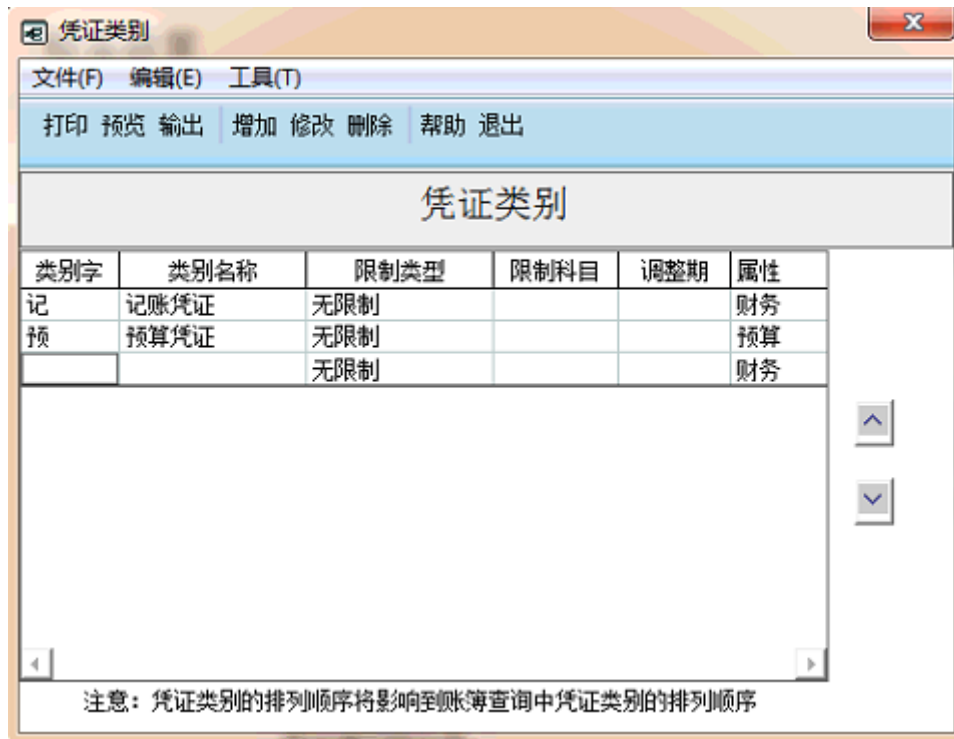 凭证类别
文件(F) 编辑(E) 工具(T)
打印 预览 输出 增加 修改 删除 帮助 退出
凭证类别
类别字 类别名称 限制类型 限制科目 调整期 属性
记 记账凭证 无限制 财务
预 预算凭证 无限制 预算
无限制 财务
注意：凭证类别的排列顺序将影响到账簿查询中凭证类别的排列顺序